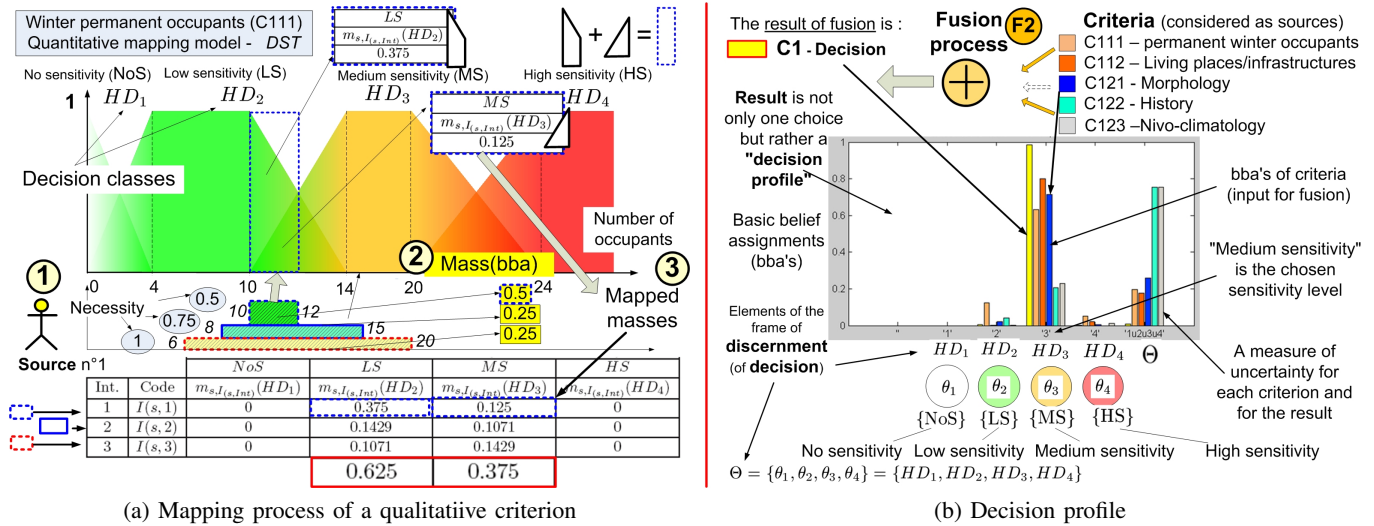 Winter permanent occupants (C111)
Quantitative mapping model - DST
LS
m_{s,I_{(s,Int)}}(HD_2)
0.375
+ =
No sensitivity (NoS) Low sensitivity (LS) Medium sensitivity (MS) High sensitivity (HS)
1
HD_1 HD_2 HD_3 HD_4
MS
m_{s,I_{(s,Int)}}(HD_3)
0.125
Decision classes
Number of
occupants
1
2
Mass(bba)
3
0 4 10 14 20 24
Mapped
masses
Necessity
0.5
0.75
1
10 12
8 15
6 20
0.5
0.25
0.25
Source n°1
NoS LS MS HS
Int. Code m_{s,I_{(s,Int)}}(HD_1) m_{s,I_{(s,Int)}}(HD_2) m_{s,I_{(s,Int)}}(HD_3) m_{s,I_{(s,Int)}}(HD_4)
1 I(s,1) 0 0.375 0.125 0
2 I(s,2) 0 0.1429 0.1071 0
3 I(s,3) 0 0.1071 0.1429 0
0.625 0.375
(a) Mapping process of a qualitatiive criterion
The result of fusion is :
C1 - Decision
Fusion
process
F2
+
Criteria (considered as sources)
C111 – permanent winter occupants
C112 – Living places/infrastructures
C121 - Morphology
C122 - History
C123 –Nivo-climatology
Result is not
only one choice
but rather a
"decision
profile"
Basic belief
assignments
(bba's)
1
0.8
0.6
0.4
0.2
0
'1' '2' '3' '4' '1u2u3u4'
bba's of criteria
(input for fusion)
"Medium sensitivity"
is the chosen
sensitivity level
Elements of the
frame of
discernment
(of decision)
HD_1 HD_2 HD_3 HD_4 Θ
θ_1 θ_2 θ_3 θ_4
{NoS} {LS} {MS} {HS}
A measure of
uncertainty for
each criterion and
for the result
No sensitivity Low sensitivity Medium sensitivity High sensitivity
Θ = {θ_1, θ_2, θ_3, θ_4} = {HD_1, HD_2, HD_3, HD_4}
(b) Decision profile